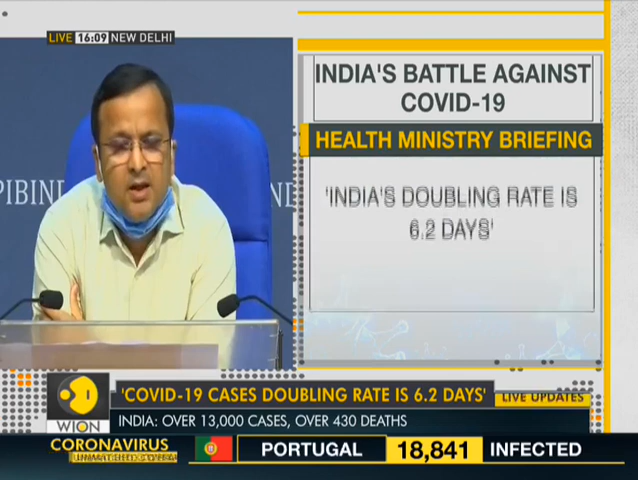 LIVE 16:09 NEW DELHI
PIBIND
INDIA'S BATTLE AGAINST
COVID-19
HEALTH MINISTRY BRIEFING
'INDIA'S DOUBLING RATE IS
6.2 DAYS'
'COVID-19 CASES DOUBLING RATE IS 6.2 DAYS'
LIVE UPDATES
INDIA: OVER 13,000 CASES, OVER 430 DEATHS
WION
CORONAVIRUS
PORTUGAL 18,841 INFECTED